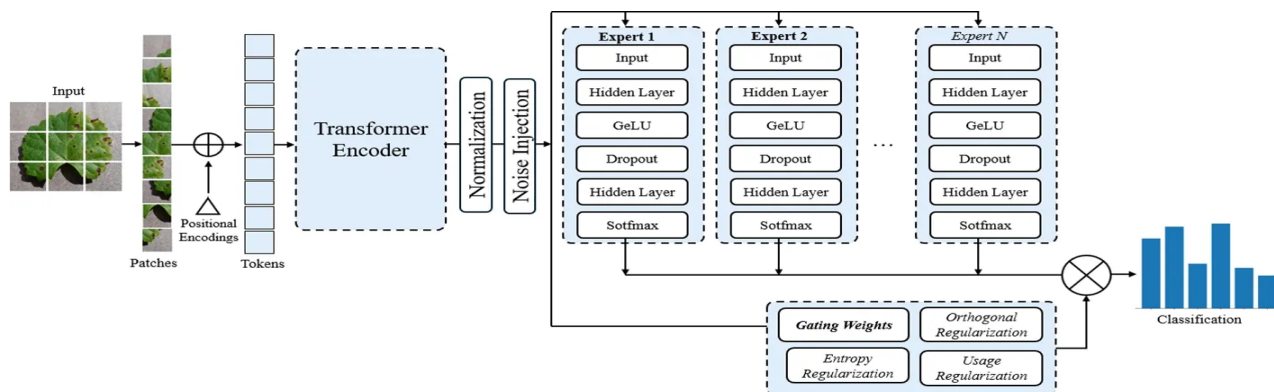 Input
Patches
Positional
Encodings
Tokens
Transformer
Encoder
Normalization
Noise Injection
Expert 1
Input
Hidden Layer
GeLU
Dropout
Hidden Layer
Sotfmax
Expert 2
Input
Hidden Layer
GeLU
Dropout
Hidden Layer
Sotfmax
...
Expert N
Input
Hidden Layer
GeLU
Dropout
Hidden Layer
Sotfmax
Gating Weights
Orthogonal
Regularization
Entropy
Regularization
Usage
Regularization
Classification